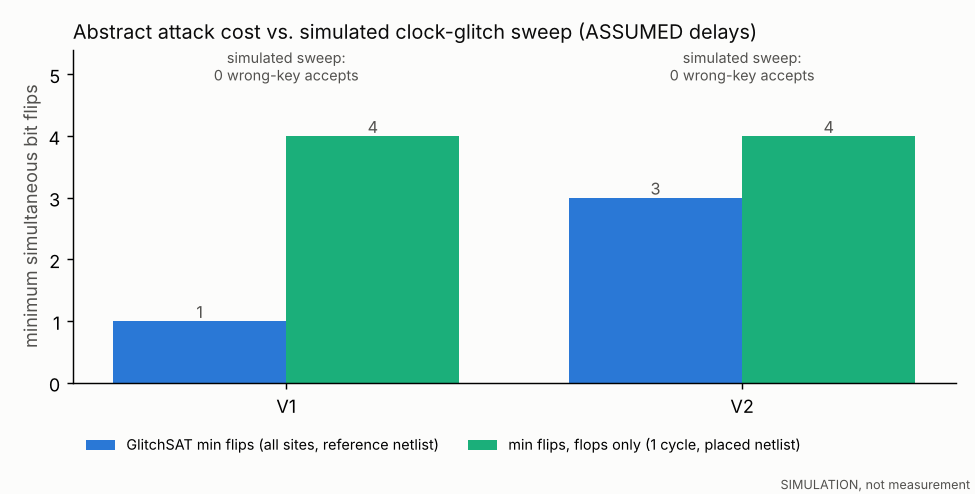 Abstract attack cost vs. simulated clock-glitch sweep (ASSUMED delays)
simulated sweep:
0 wrong-key accepts
simulated sweep:
0 wrong-key accepts
minimum simultaneous bit flips
5
4
3
2
1
0
1
4
3
4
V1
V2
GlitchSAT min flips (all sites, reference netlist)
min flips, flops only (1 cycle, placed netlist)
SIMULATION, not measurement